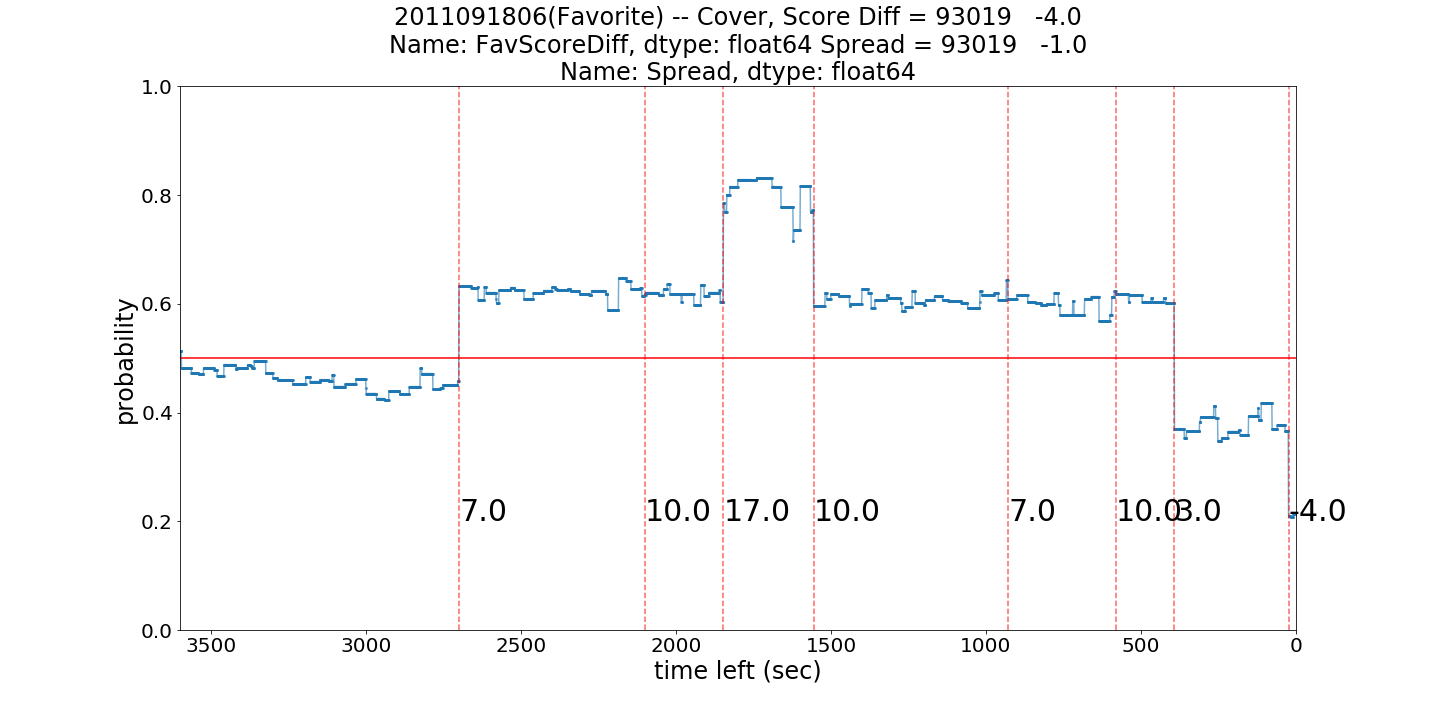 2011091806(Favorite) -- Cover, Score Diff = 93019   -4.0
Name: FavScoreDiff, dtype: float64 Spread = 93019   -1.0
Name: Spread, dtype: float64
1.0
0.8
0.6
0.4
0.2
0.0
probability
7.0 10.0 17.0 10.0 7.0 10.0 3.0 -4.0
3500 3000 2500 2000 1500 1000 500 0
time left (sec)